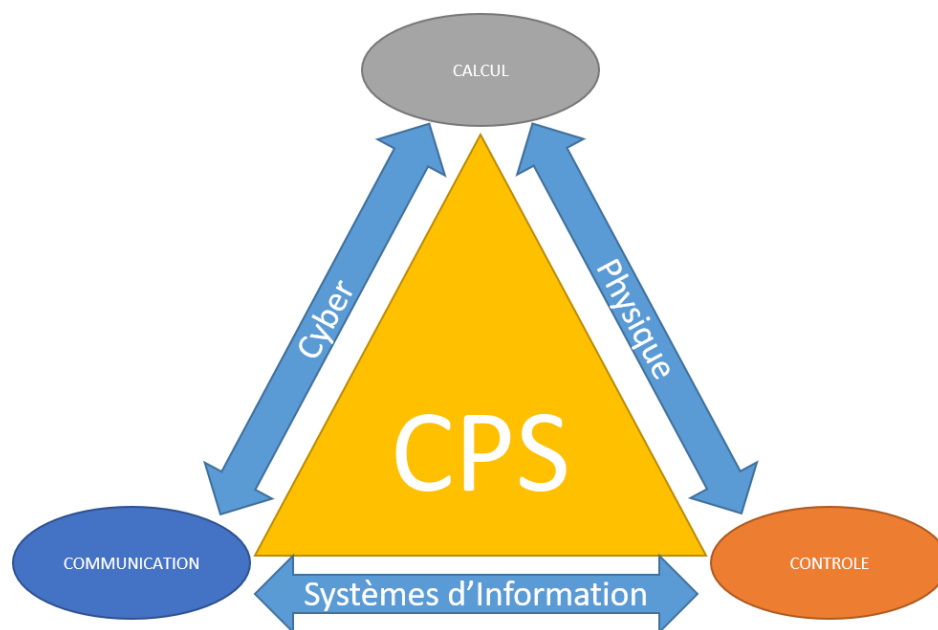 CALCUL
Cyber
Physique
CPS
COMMUNICATION
CONTROLE
Systèmes d'Information